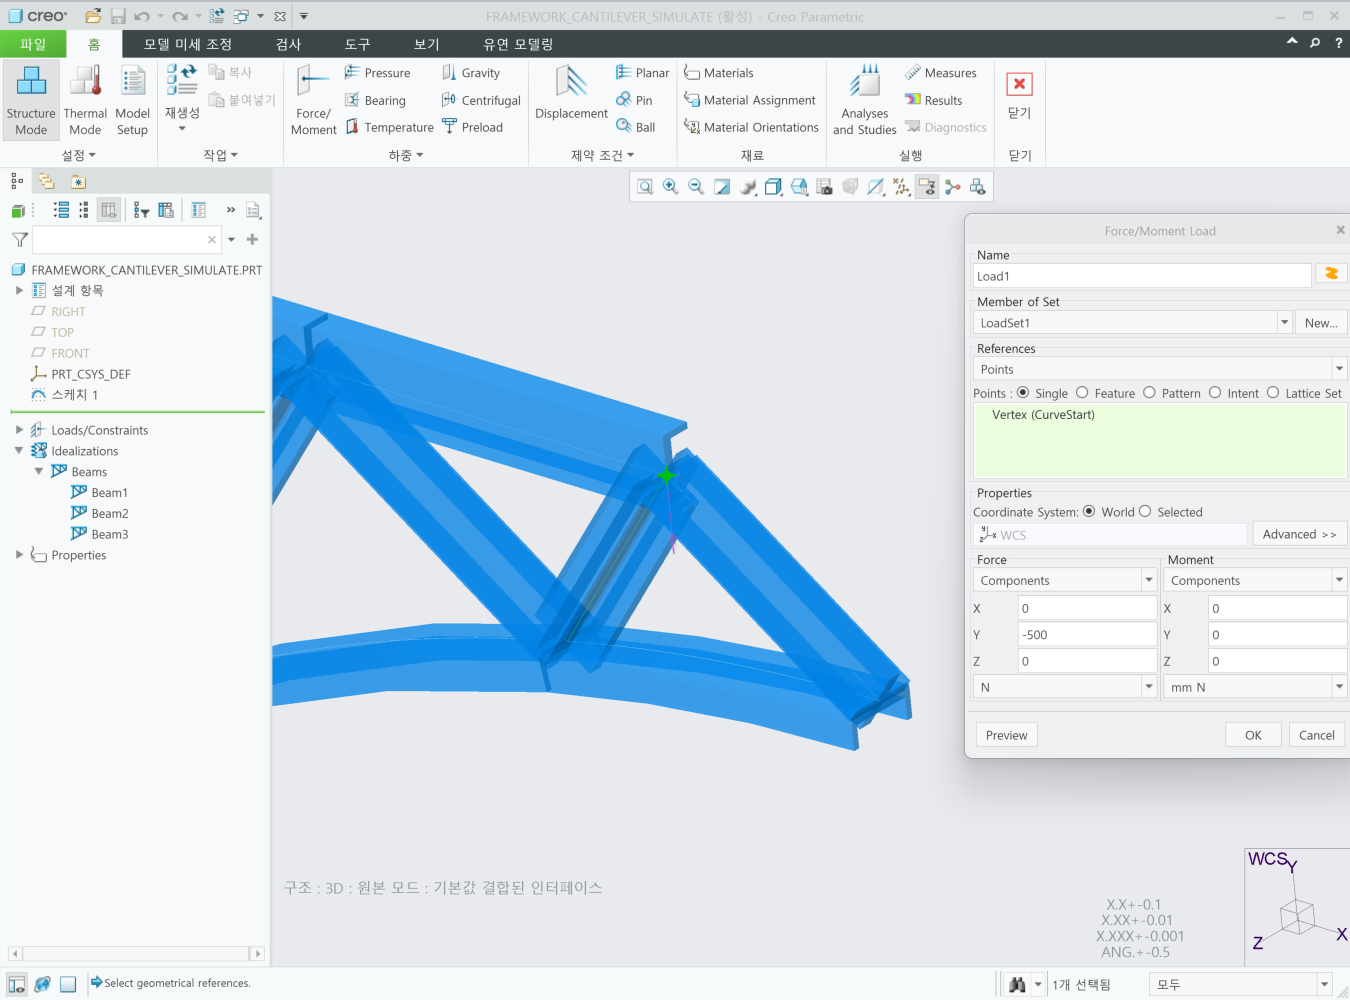 creo®
FRAMEWORK_CANTILEVER_SIMULATE (활성) - Creo Parametric
파일
홈
모델 미세 조정
검사
도구
보기
유연 모델링
Structure Mode
Thermal Mode
Model Setup
설정
재생성
복사
붙여넣기
작업
Force/ Moment
Pressure
Bearing
Temperature
Gravity
Centrifugal
Preload
하중
Displacement
Planar
Pin
Ball
제약 조건
Materials
Material Assignment
Material Orientations
재료
Analyses and Studies
Measures
Results
Diagnostics
실행
닫기
닫기
FRAMEWORK_CANTILEVER_SIMULATE.PRT
설계 항목
RIGHT
TOP
FRONT
PRT_CSYS_DEF
스케치 1
Loads/Constraints
Idealizations
Beams
Beam1
Beam2
Beam3
Properties
Force/Moment Load
Name
Load1
Member of Set
LoadSet1
New...
References
Points
Points : Single Feature Pattern Intent Lattice Set
Vertex (CurveStart)
Properties
Coordinate System: World Selected
WCS
Advanced >>
Force
Moment
Components
Components
X 0 X 0
Y -500 Y 0
Z 0 Z 0
N
mm N
Preview
OK
Cancel
구조 : 3D : 원본 모드 : 기본값 결합된 인터페이스
X.X+-0.1
X.XX+-0.01
X.XXX+-0.001
ANG.+-0.5
WCS
Y
Z
X
Select geometrical references.
1개 선택됨
모두